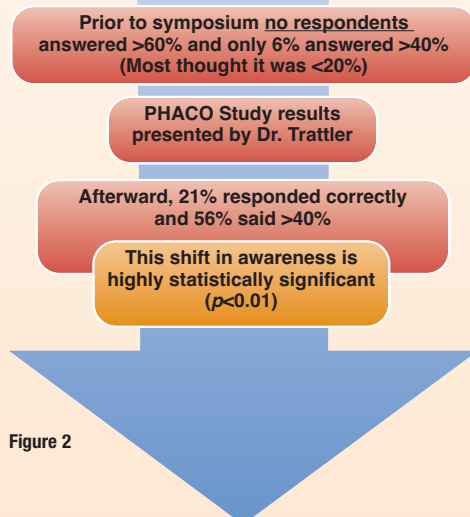 Prior to symposium no respondents
answered >60% and only 6% answered >40%
(Most thought it was <20%)
PHACO Study results
presented by Dr. Trattler
Afterward, 21% responded correctly
and 56% said >40%
This shift in awareness is
highly statistically significant
(p<0.01)
Figure 2